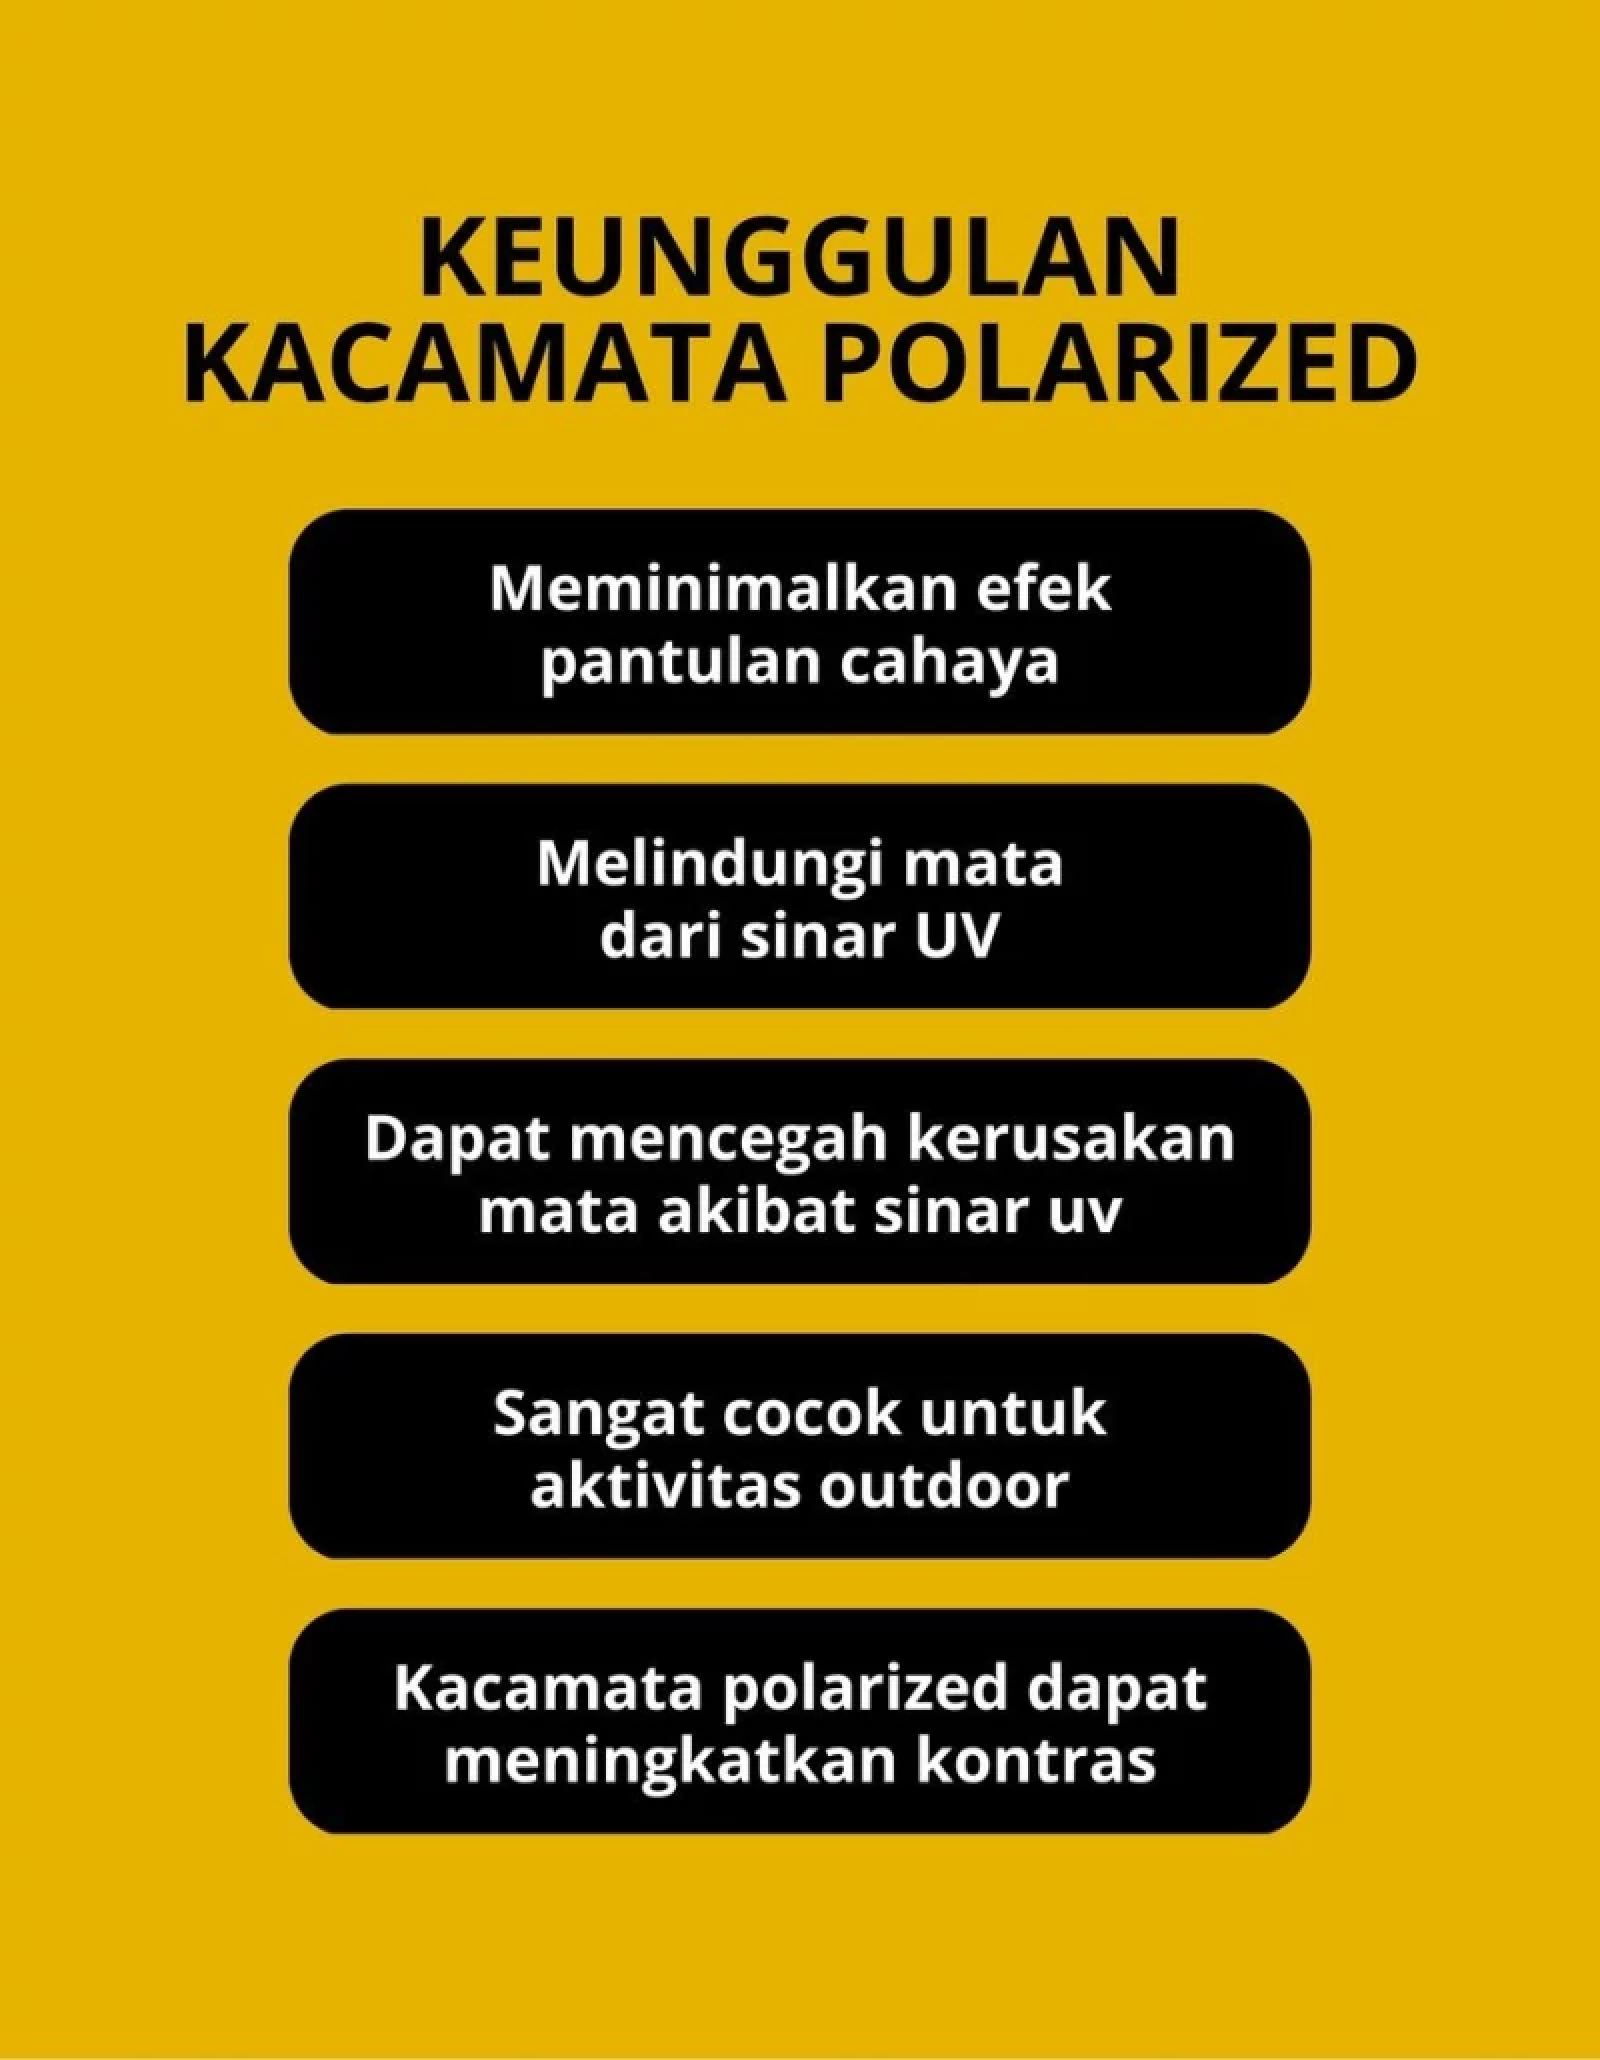 KEUNGGULAN
KACAMATA POLARIZED
Meminimalkan efek
pantulan cahaya
Melindungi mata
dari sinar UV
Dapat mencegah kerusakan
mata akibat sinar uv
Sangat cocok untuk
aktivitas outdoor
Kacamata polarized dapat
meningkatkan kontras